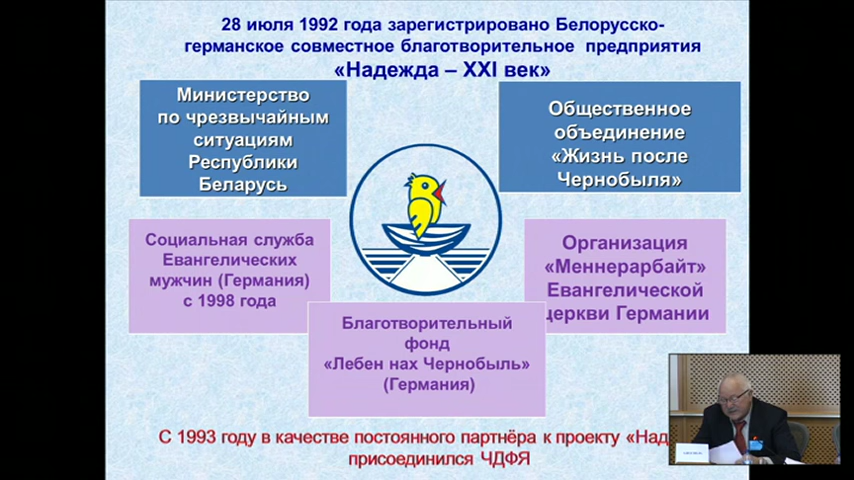 28 июля 1992 года зарегистрировано Белорусско-
германское совместное благотворительное предприятия
«Надежда – XXI век»
Министерство
по чрезвычайным
ситуациям
Республики
Беларусь
Общественное
объединение
«Жизнь после
Чернобыля»
Социальная служба
Евангелических
мужчин (Германия)
с 1998 года
Организация
«Меннерарбайт»
Евангелической
церкви Германии
Благотворительный
фонд
«Лебен нах Чернобыль»
(Германия)
С 1993 году в качестве постоянного партнёра к проекту
присоединился ЧДФЯ